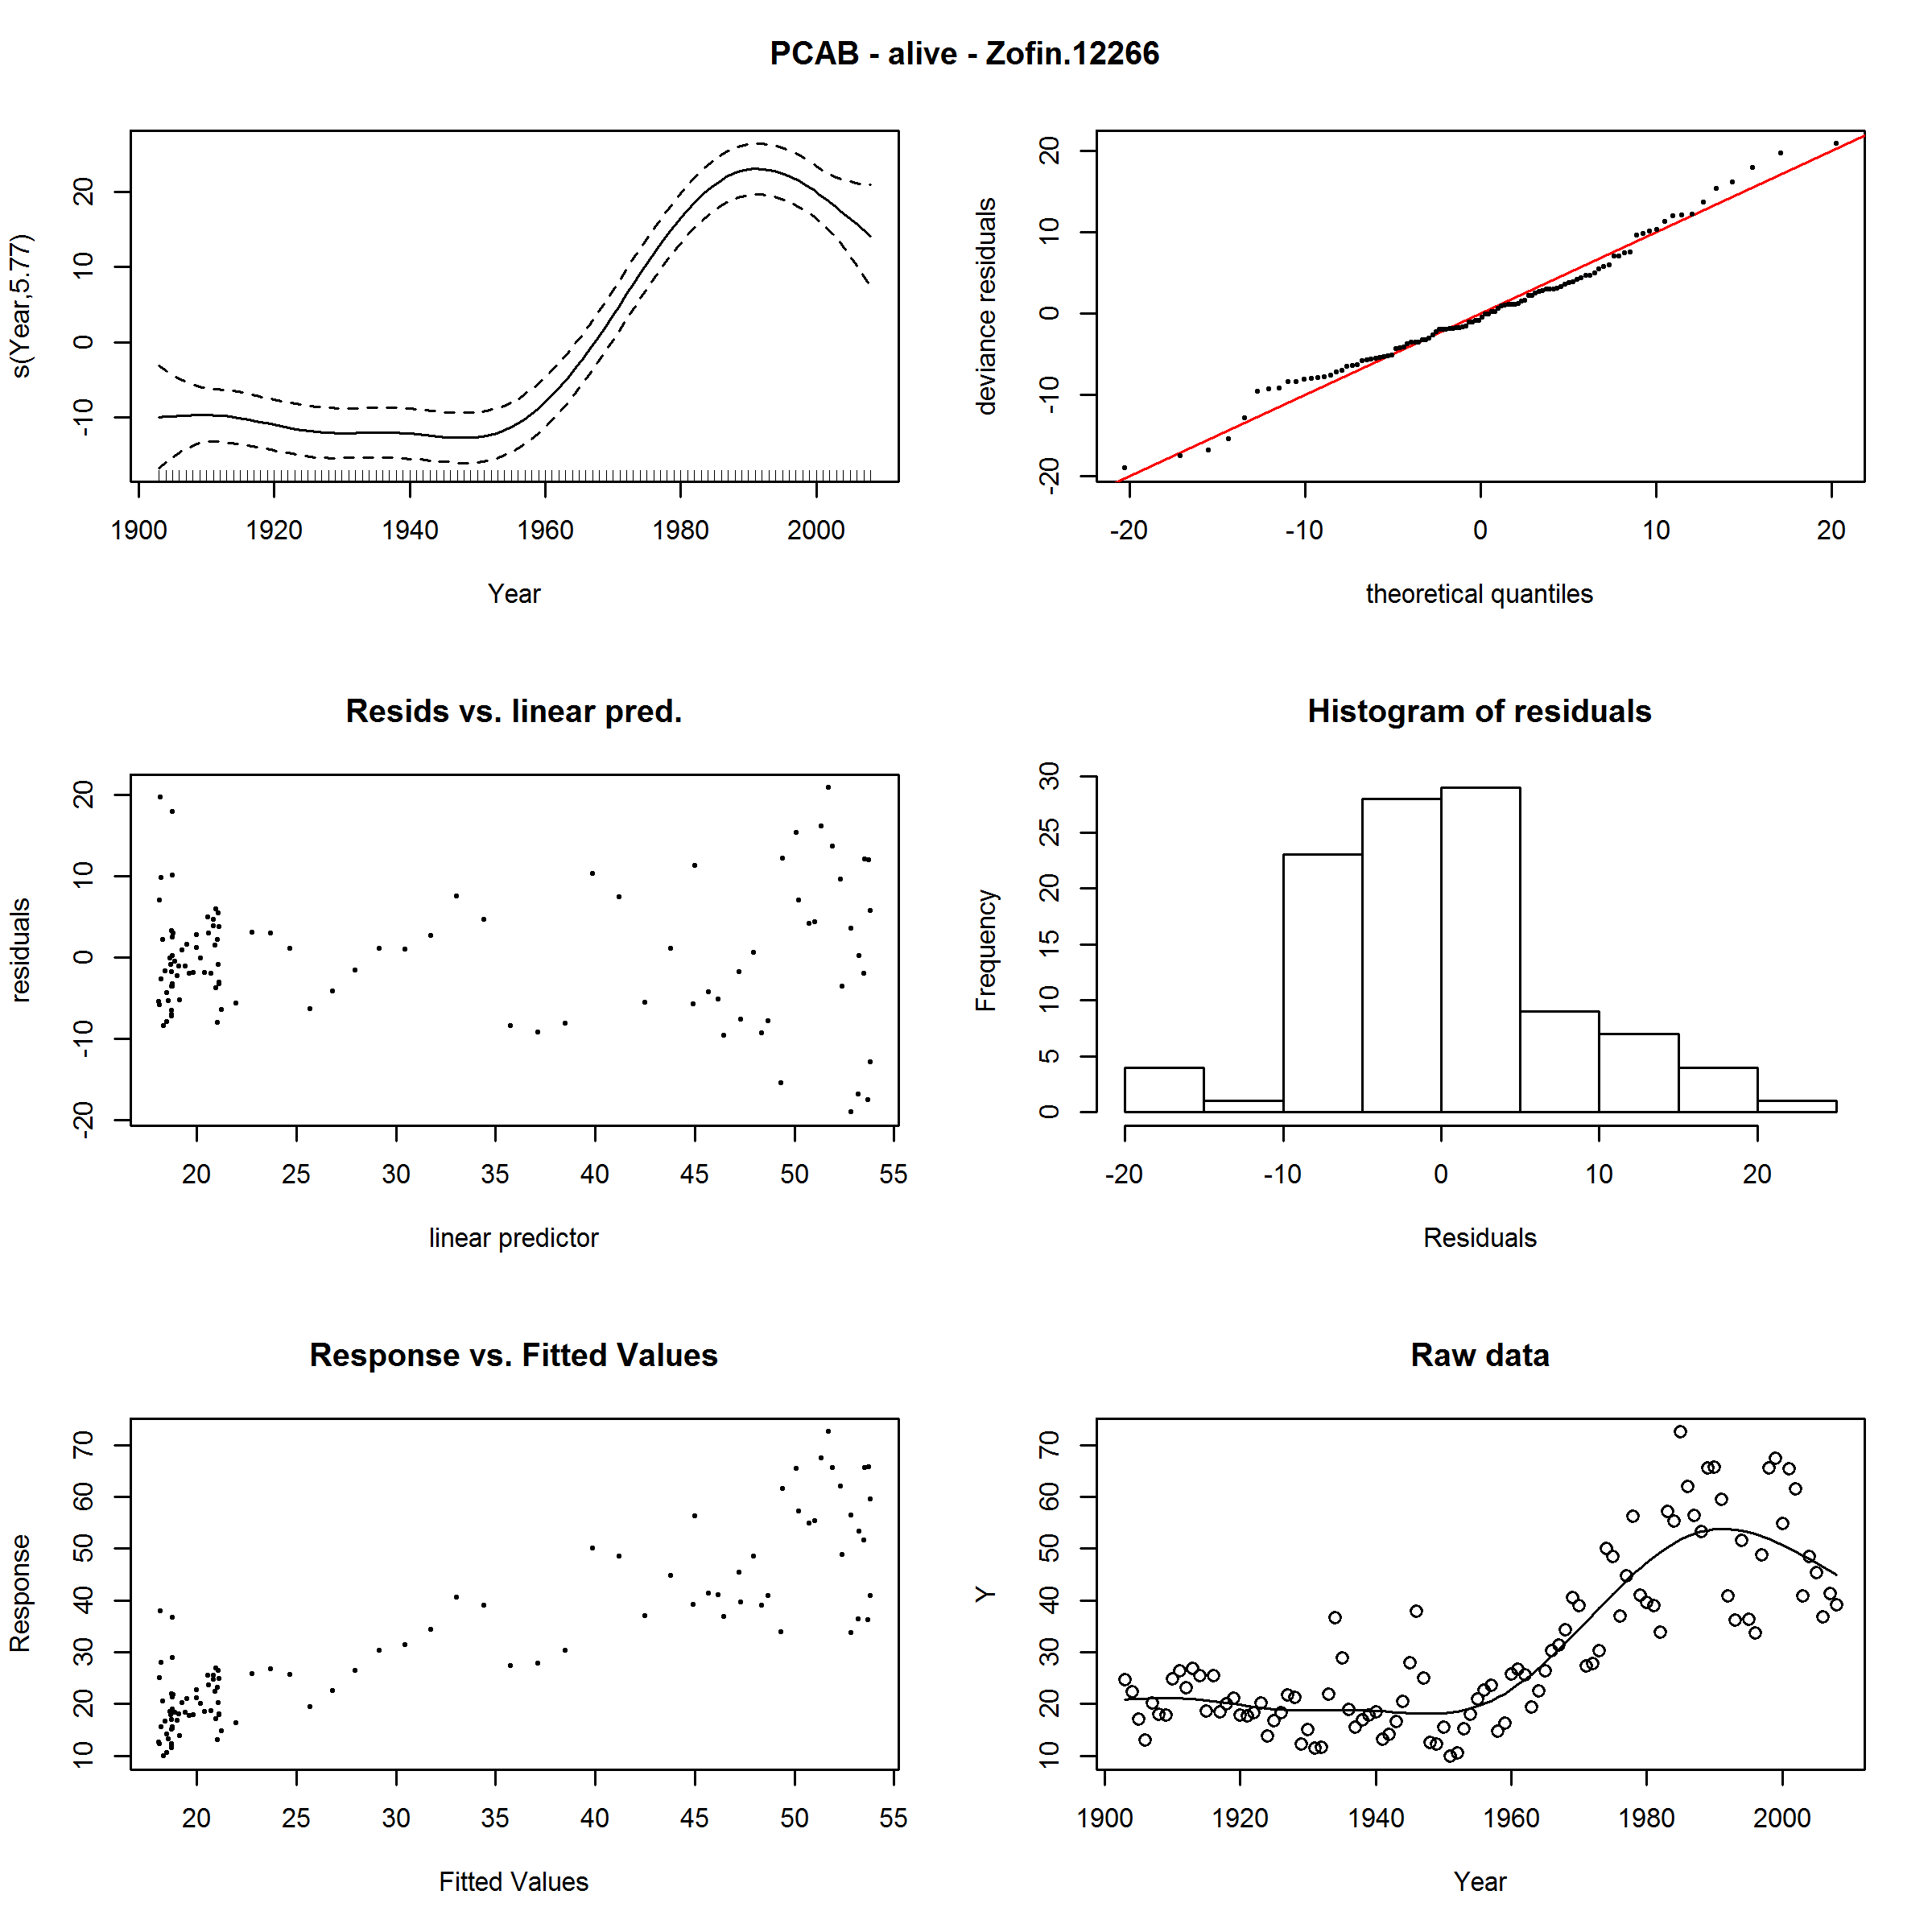 PCAB - alive - Zofin.12266
s(Year,5.77)
20
10
0
-10
1900 1920 1940 1960 1980 2000
Year
deviance residuals
20
10
0
-10
-20
-20 -10 0 10 20
theoretical quantiles
Resids vs. linear pred.
residuals
20
10
0
-10
-20
20 25 30 35 40 45 50 55
linear predictor
Histogram of residuals
Frequency
30
25
20
15
10
5
0
-20 -10 0 10 20
Residuals
Response vs. Fitted Values
Response
70
60
50
40
30
20
10
20 25 30 35 40 45 50 55
Fitted Values
Raw data
Y
70
60
50
40
30
20
10
1900 1920 1940 1960 1980 2000
Year